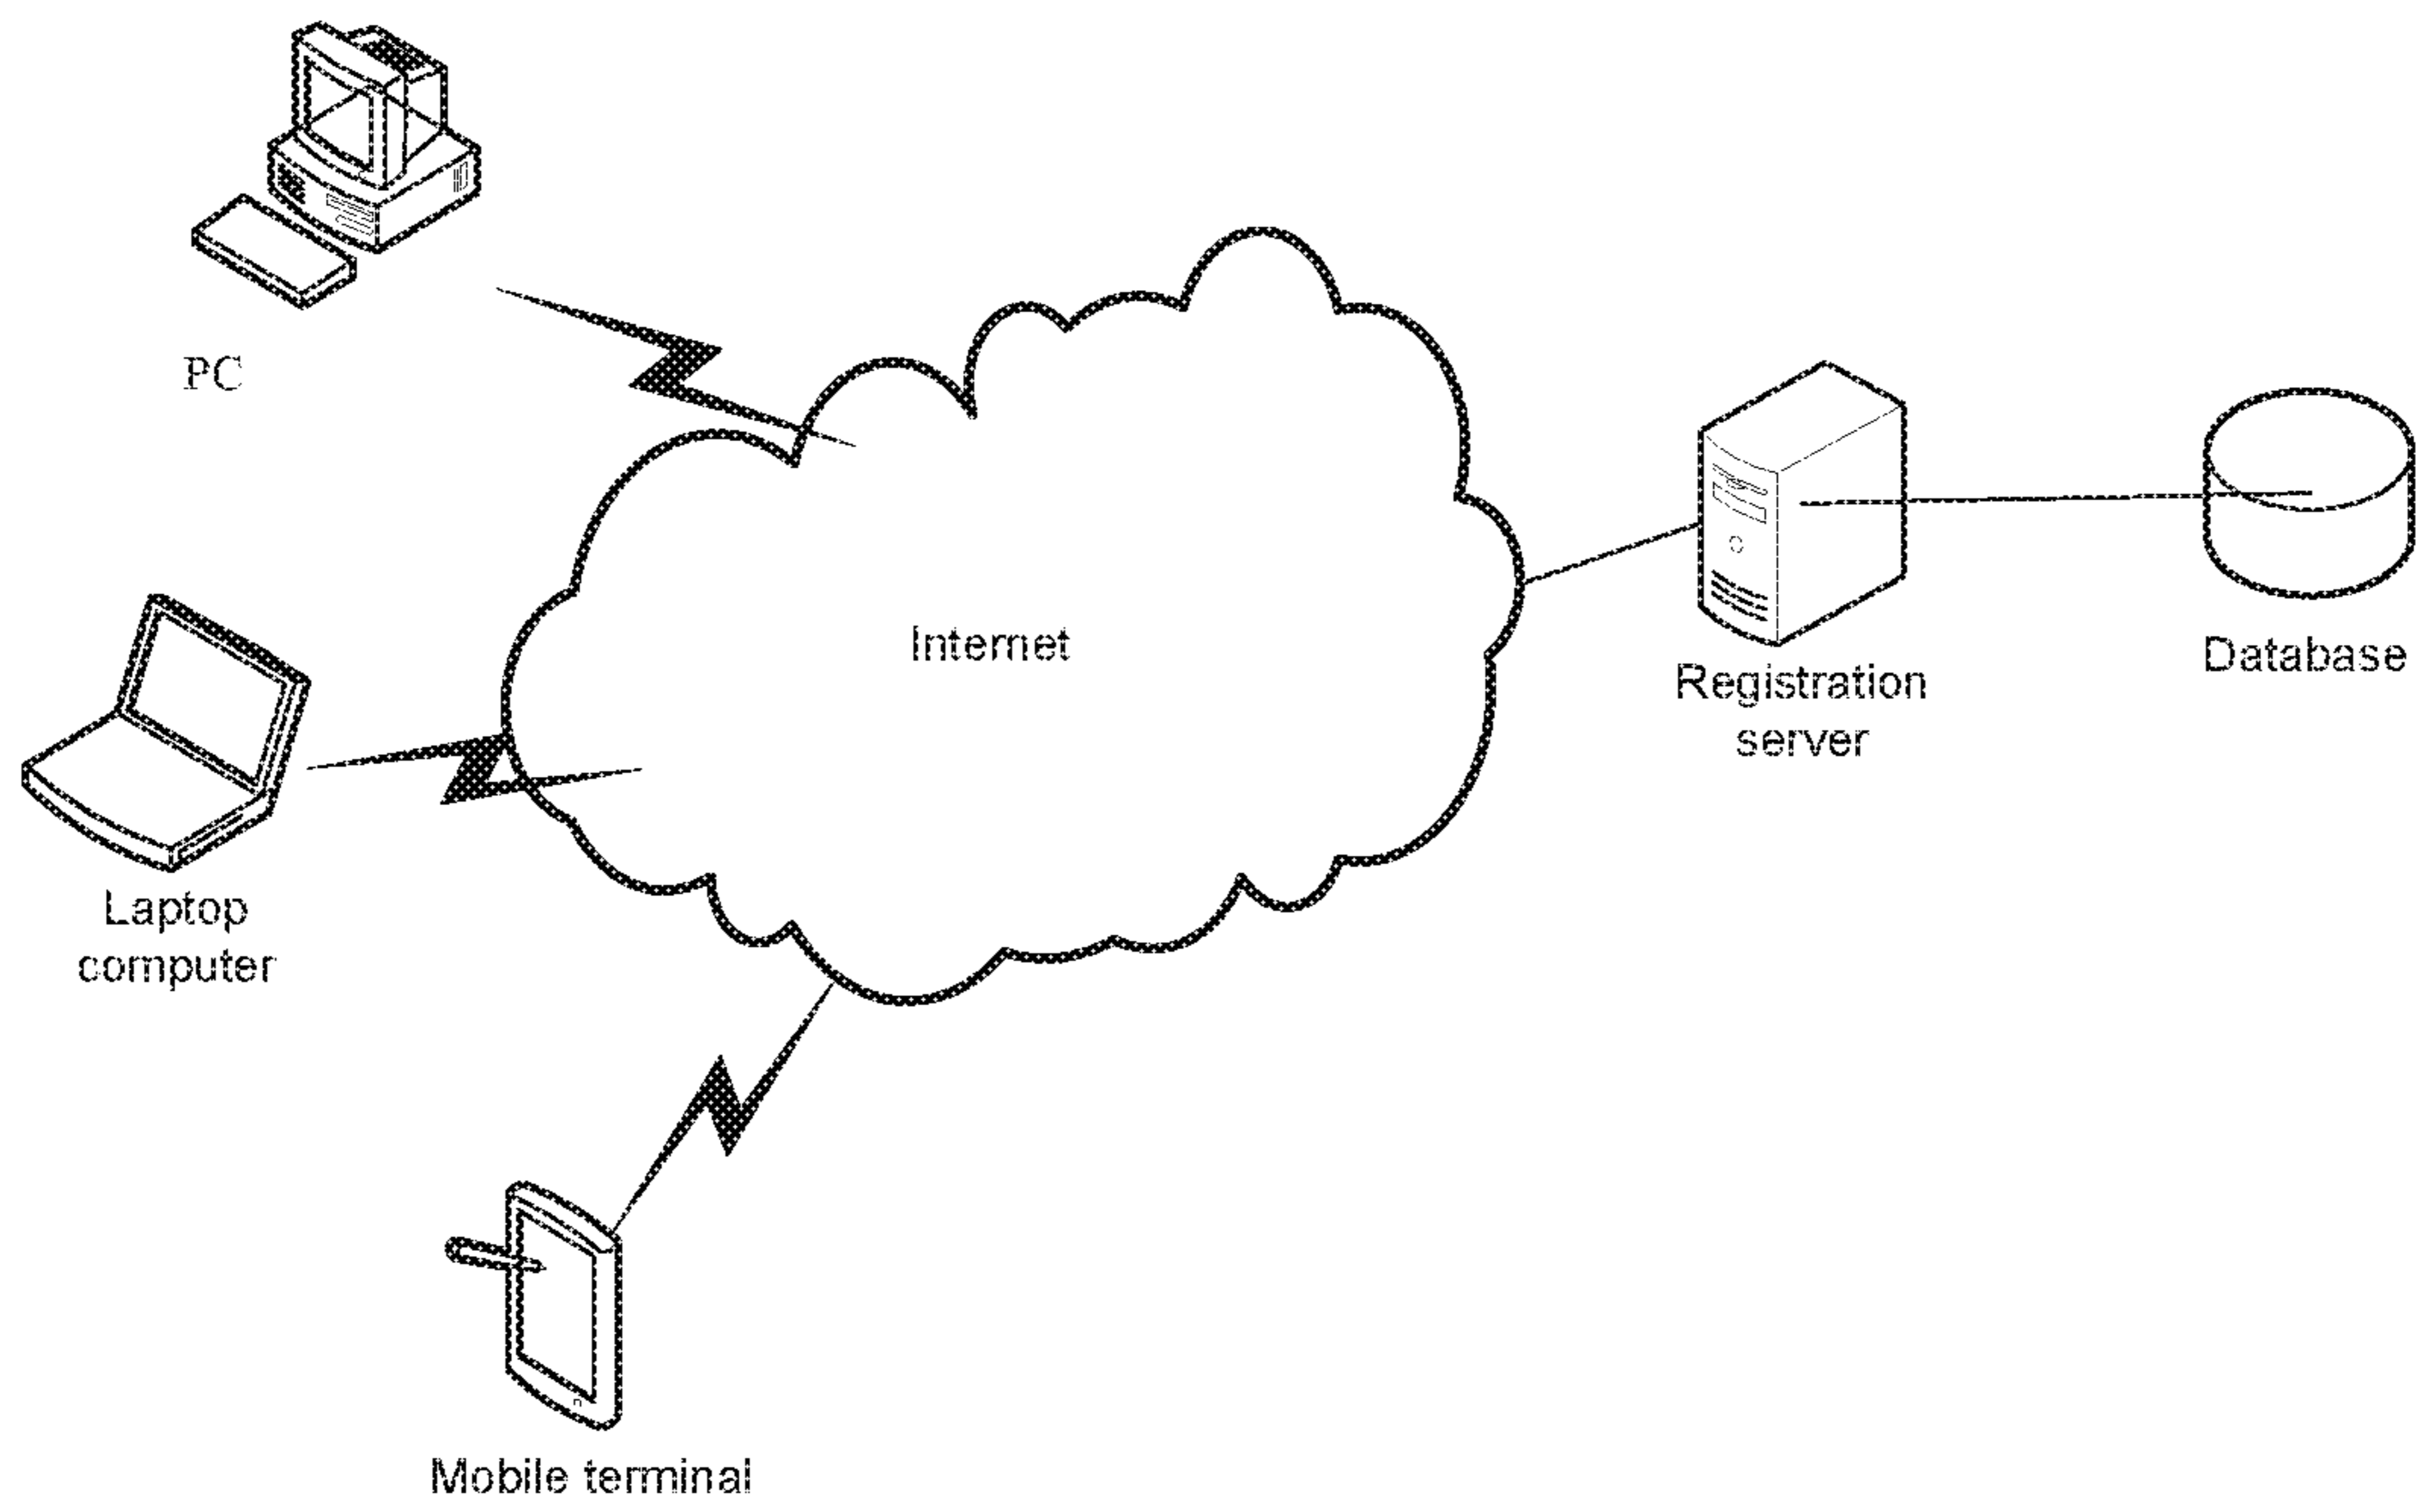 PC
Internet
Registration
server
Database
Laptop
computer
Mobile terminal